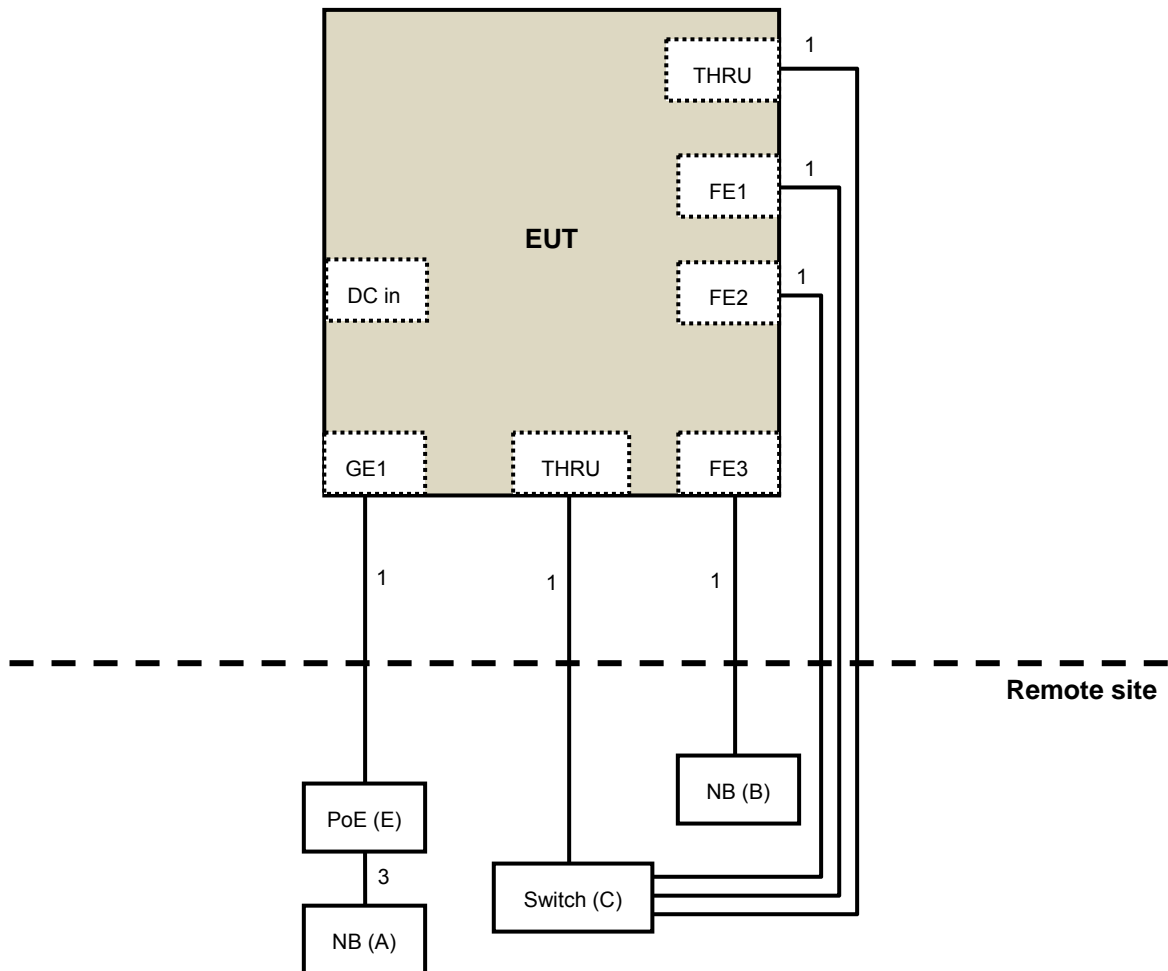 1
THRU
1
FE1
EUT
1
DC in
FE2
GE1
THRU
FE3
1
1
1
Remote site
NB (B)
PoE (E)
3
Switch (C)
NB (A)